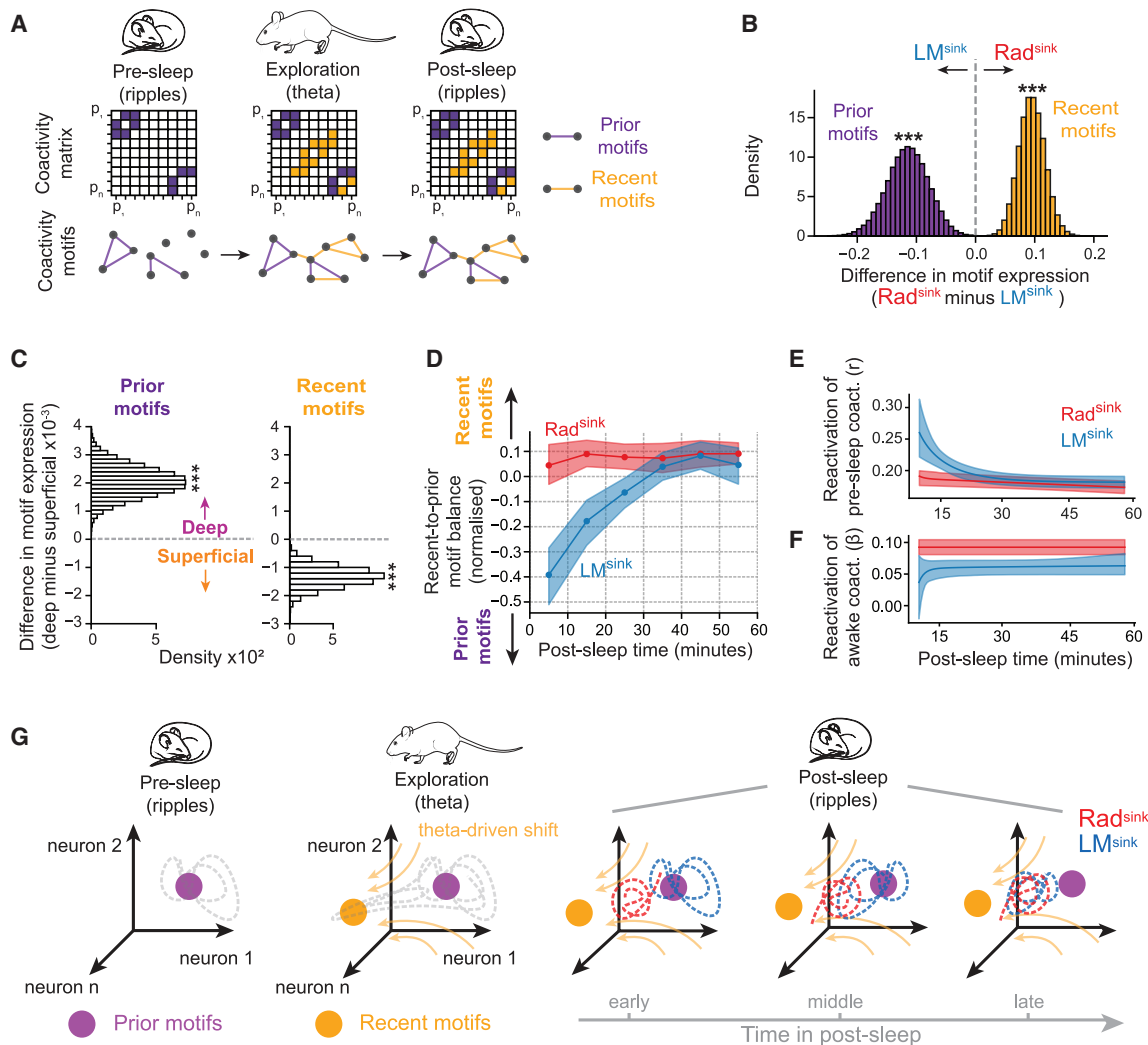 A
Pre-sleep
(ripples)
Exploration
(theta)
Post-sleep
(ripples)
Coactivity
matrix
p1
pn
p1
pn
p1
pn
p1
pn
p1
pn
p1
pn
Prior
motifs
Recent
motifs
Coactivity
motifs
B
LMsink
Radsink
Prior
motifs
***
***
Recent
motifs
Density
15
10
5
0
−0.2
−0.1
0.0
0.1
0.2
Difference in motif expression
(Radsink minus LMsink)
C
Prior
motifs
Recent
motifs
Difference in motif expression
(deep minus superficial x10-3)
4
3
2
1
0
−1
−2
−3
***
Deep
Superficial
0
5
4
3
2
1
0
−1
−2
−3
***
0
5
Density x10²
D
Recent
motifs
Prior
motifs
Recent-to-prior
motif balance
(normalised)
Radsink
LMsink
0.1
0.0
−0.1
−0.2
−0.3
−0.4
−0.5
0
10
20
30
40
50
60
Post-sleep time (minutes)
E
Reactivation of
pre-sleep coact. (r)
0.30
0.20
Radsink
LMsink
15
30
45
60
F
Reactivation of
awake coact. (β)
0.10
0.05
0.00
15
30
45
60
Post-sleep time (minutes)
G
Pre-sleep
(ripples)
neuron 2
neuron 1
neuron n
Exploration
(theta)
theta-driven shift
neuron 2
neuron 1
neuron n
Post-sleep
(ripples)
Radsink
LMsink
Prior motifs
Recent motifs
early
middle
late
Time in post-sleep